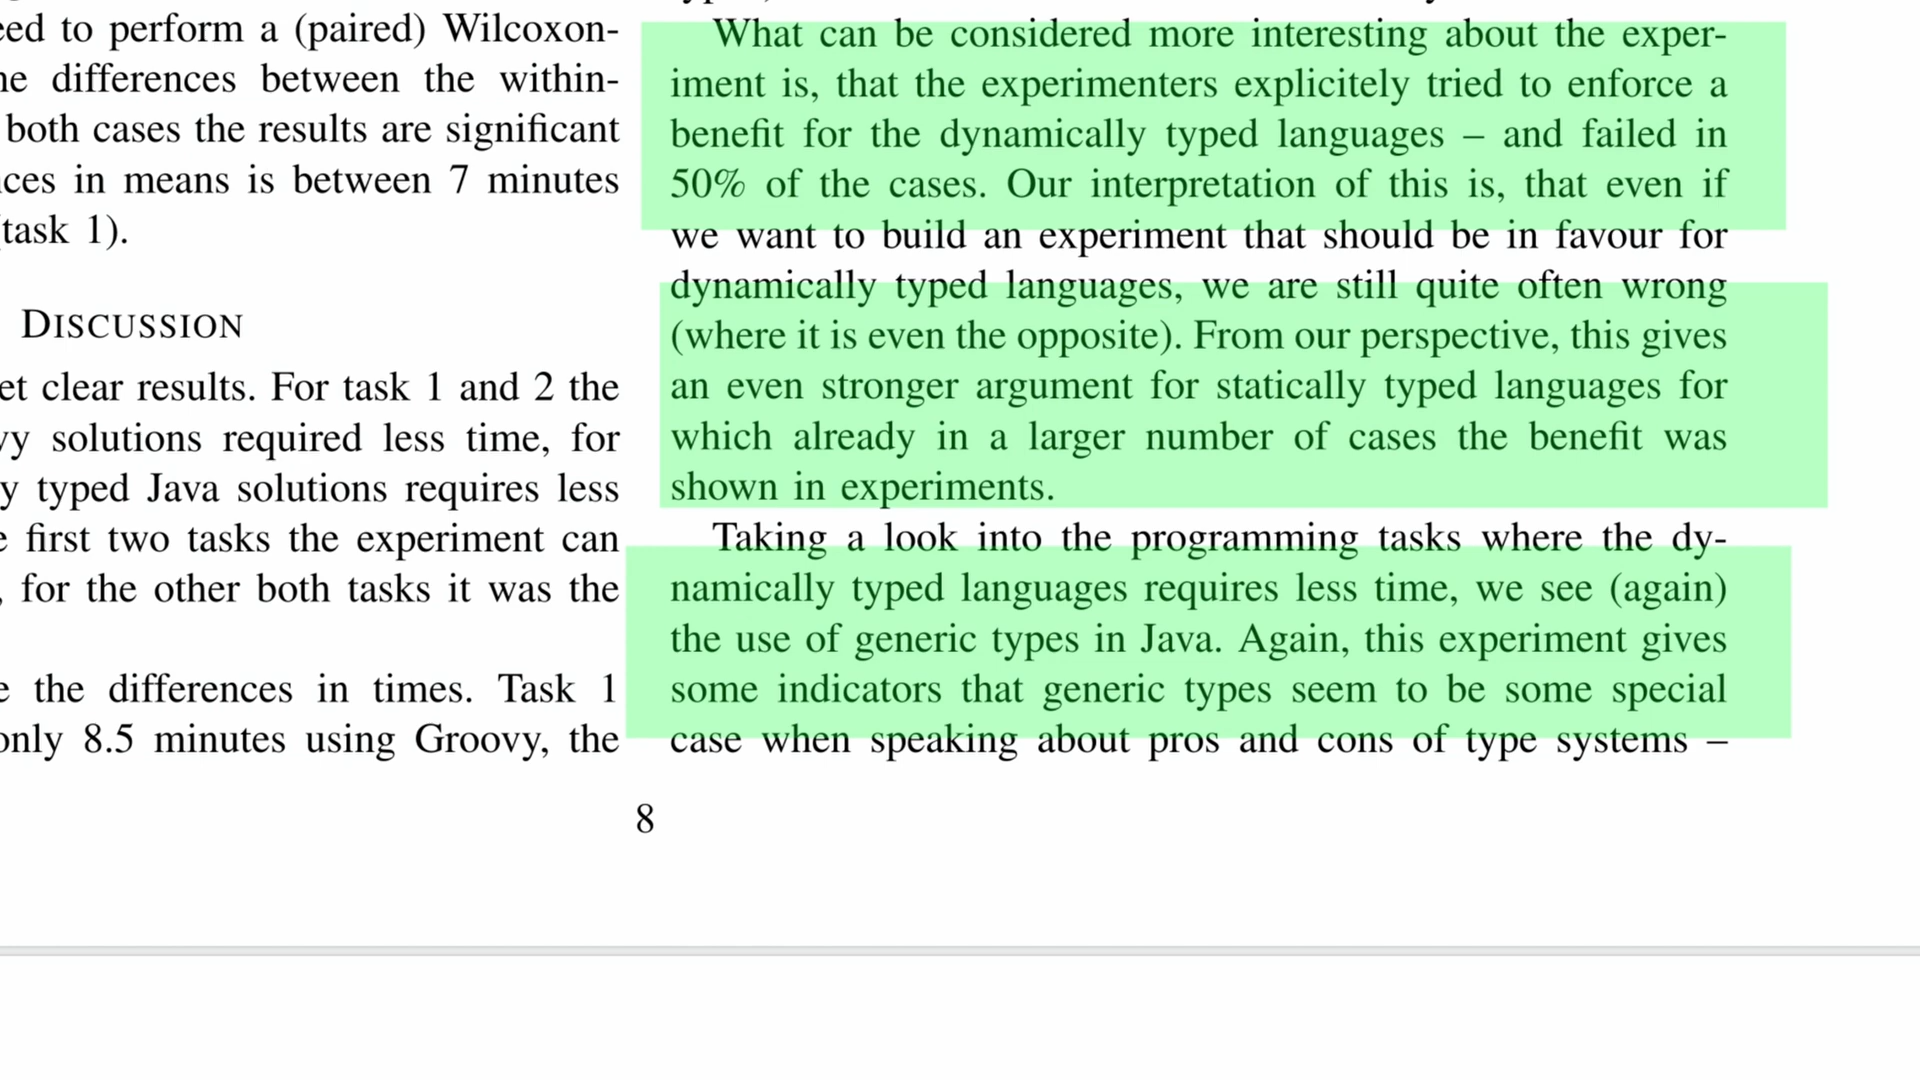 need to perform a (paired) Wilcoxon-
the differences between the within-
both cases the results are significant
in means is between 7 minutes
(task 1).
DISCUSSION
clear results. For task 1 and 2 the
solutions required less time, for
typed Java solutions requires less
first two tasks the experiment can
, for the other both tasks it was the
the differences in times. Task 1
only 8.5 minutes using Groovy, the
What can be considered more interesting about the exper-
iment is, that the experimenters explicitely tried to enforce a
benefit for the dynamically typed languages – and failed in
50% of the cases. Our interpretation of this is, that even if
we want to build an experiment that should be in favour for
dynamically typed languages, we are still quite often wrong
(where it is even the opposite). From our perspective, this gives
an even stronger argument for statically typed languages for
which already in a larger number of cases the benefit was
shown in experiments.
Taking a look into the programming tasks where the dy-
namically typed languages requires less time, we see (again)
the use of generic types in Java. Again, this experiment gives
some indicators that generic types seem to be some special
case when speaking about pros and cons of type systems –
8